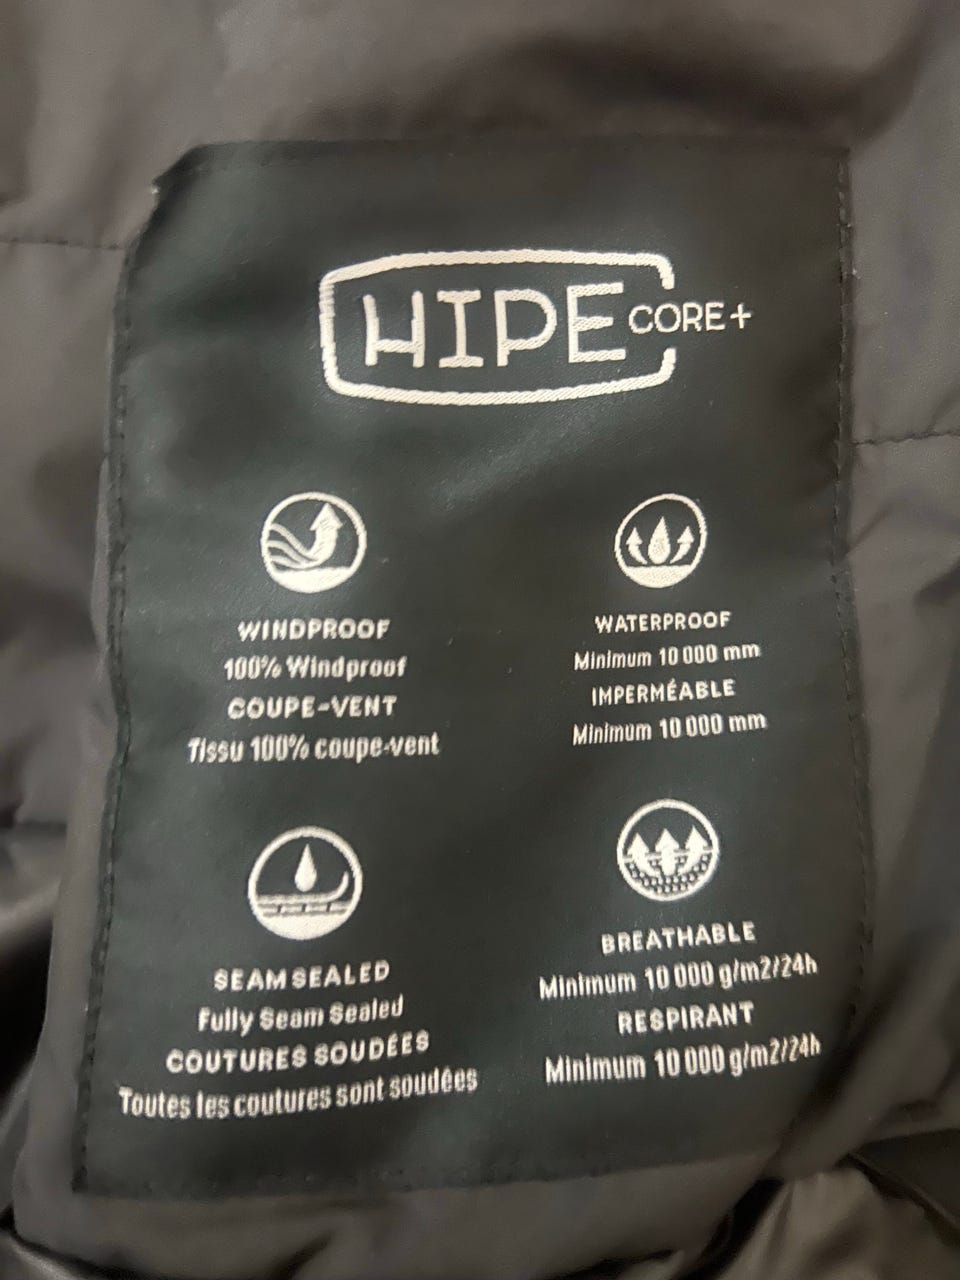 HIPE CORE+
WINDPROOF
100% Windproof
COUPE-VENT
Tissu 100% coupe-vent
WATERPROOF
Minimum 10 000 mm
IMPERMÉABLE
Minimum 10 000 mm
SEAM SEALED
Fully Seam Sealed
COUTURES SOUDÉES
Toutes les coutures sont soudées
BREATHABLE
Minimum 10 000 g/m2/24h
RESPIRANT
Minimum 10 000 g/m2/24h